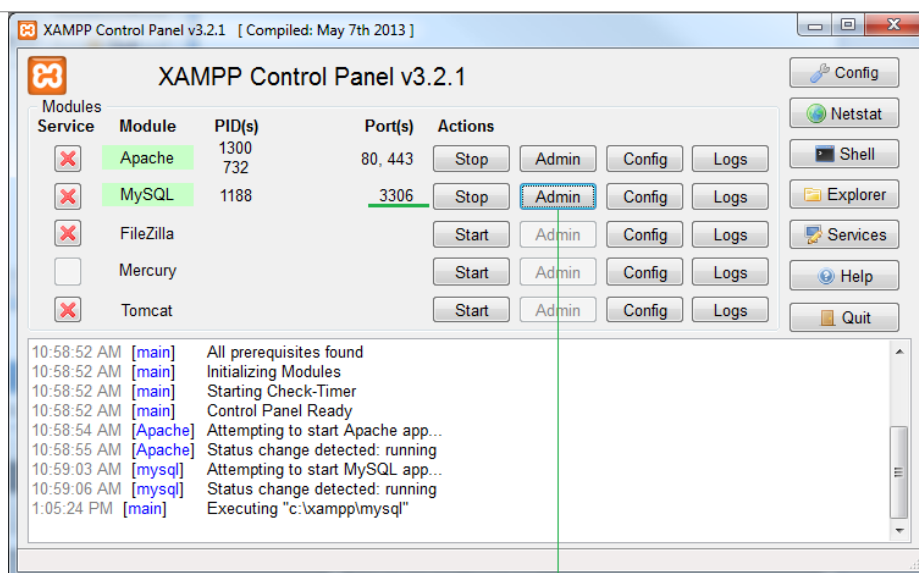 XAMPP Control Panel v3.2.1 [ Compiled: May 7th 2013 ]
XAMPP Control Panel v3.2.1
Config
Modules
Service Module PID(s) Port(s) Actions
Netstat
Apache 1300 732 80, 443 Stop Admin Config Logs
Shell
MySQL 1188 3306 Stop Admin Config Logs
Explorer
FileZilla Start Admin Config Logs
Services
Mercury Start Admin Config Logs
Help
Tomcat Start Admin Config Logs
Quit
10:58:52 AM [main] All prerequisites found
10:58:52 AM [main] Initializing Modules
10:58:52 AM [main] Starting Check-Timer
10:58:52 AM [main] Control Panel Ready
10:58:54 AM [Apache] Attempting to start Apache app...
10:58:55 AM [Apache] Status change detected: running
10:59:03 AM [mysql] Attempting to start MySQL app...
10:59:06 AM [mysql] Status change detected: running
1:05:24 PM [main] Executing "c:\xampp\mysql"